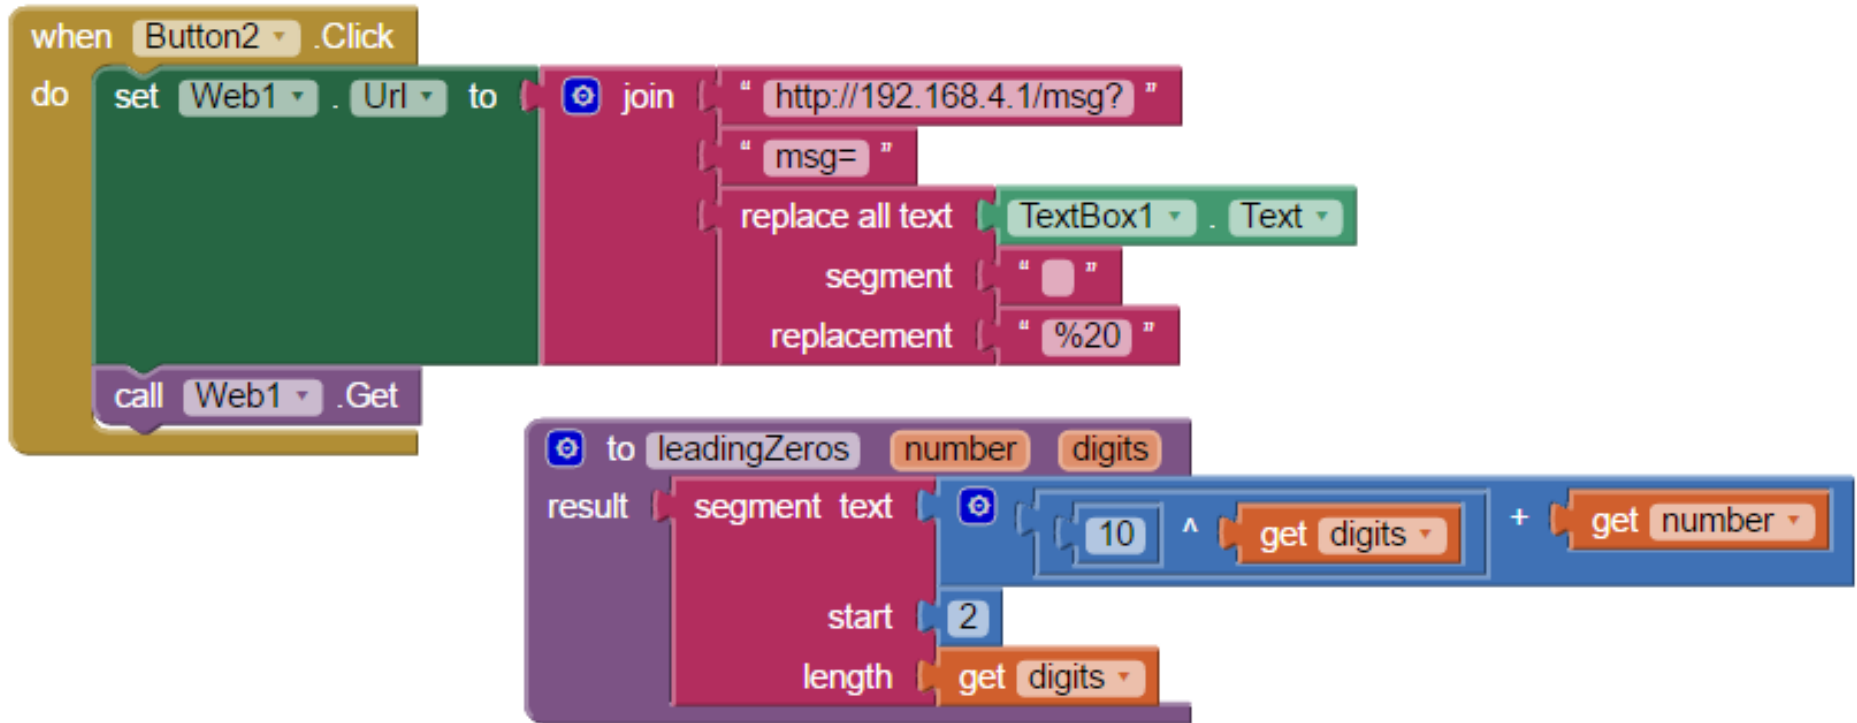 when Button2 .Click
do set Web1 . Url to join “ http://192.168.4.1/msg? ”
“ msg= ”
replace all text TextBox1 . Text
segment “ ”
replacement “ %20 ”
call Web1 .Get
to leadingZeros number digits
result segment text 10 ^ get digits + get number
start 2
length get digits